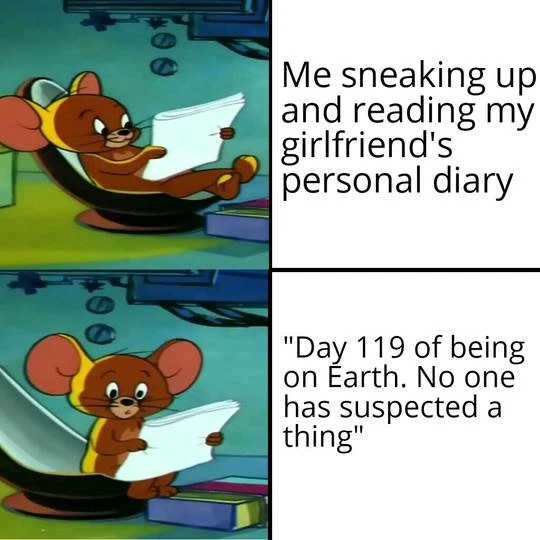 Me sneaking up
and reading my
girlfriend's
personal diary
"Day 119 of being
on Earth. No one
has suspected a
thing"